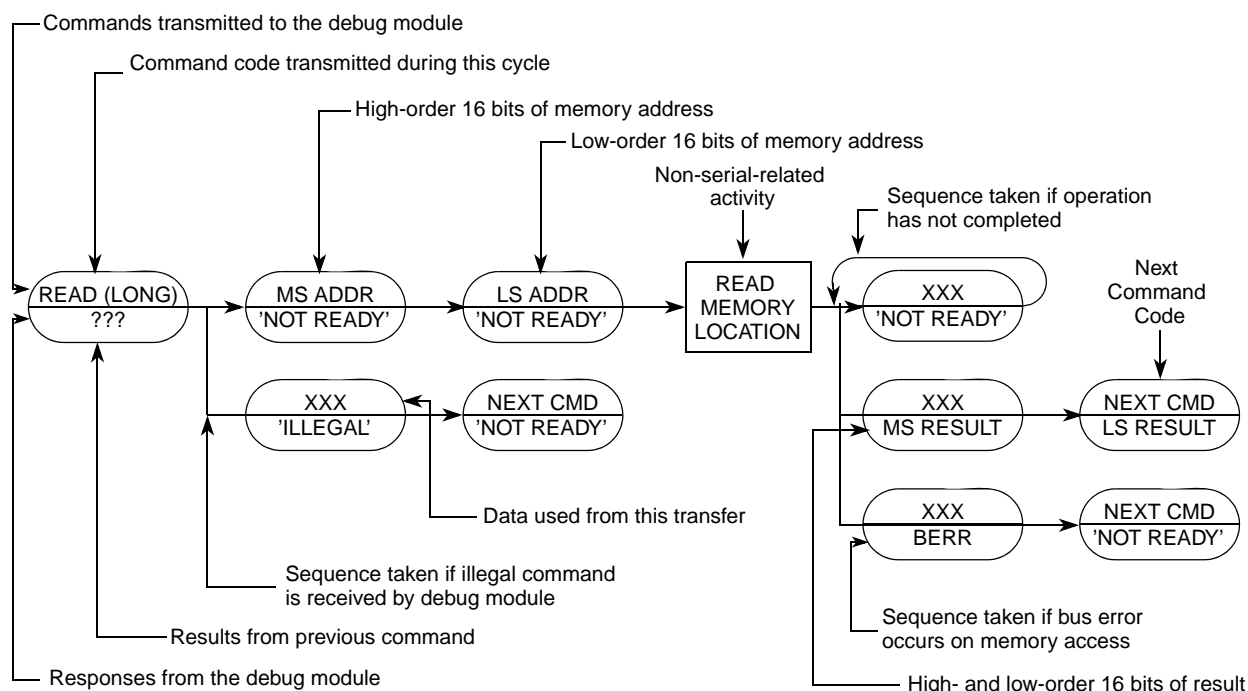 Commands transmitted to the debug module
Command code transmitted during this cycle
High-order 16 bits of memory address
Low-order 16 bits of memory address
Non-serial-related
activity
Sequence taken if operation
has not completed
Next
Command
Code
READ (LONG)
???
MS ADDR
'NOT READY'
LS ADDR
'NOT READY'
READ
MEMORY
LOCATION
XXX
'NOT READY'
XXX
'ILLEGAL'
NEXT CMD
'NOT READY'
XXX
MS RESULT
NEXT CMD
LS RESULT
XXX
BERR
NEXT CMD
'NOT READY'
Data used from this transfer
Sequence taken if illegal command
is received by debug module
Results from previous command
Sequence taken if bus error
occurs on memory access
Responses from the debug module
High- and low-order 16 bits of result